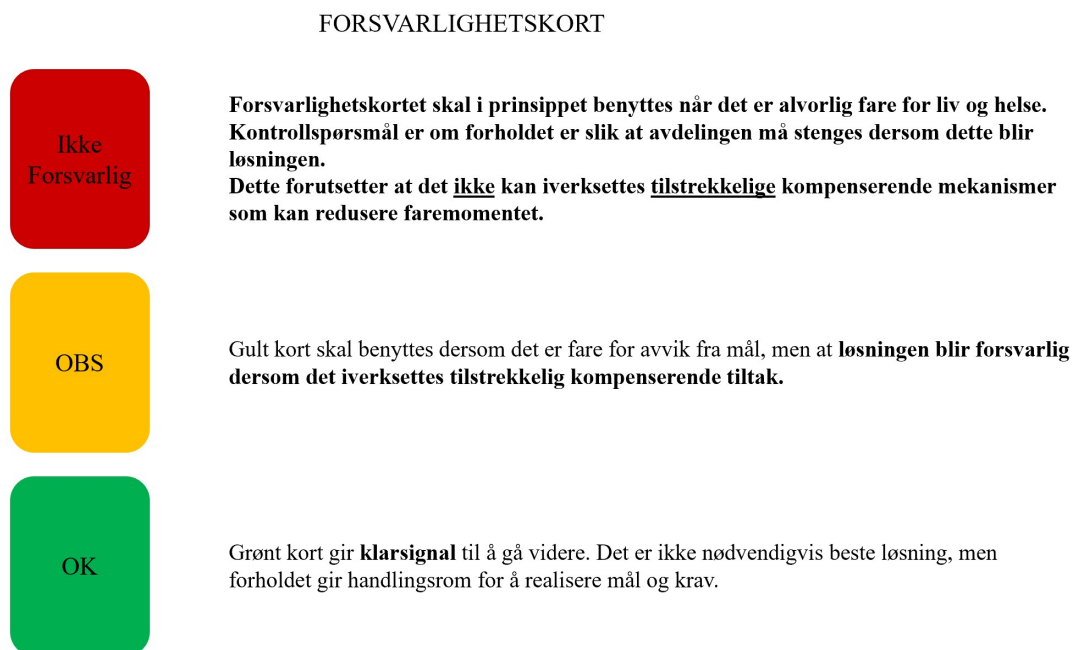 FORSVARLIGHETSKORT
Ikke
Forsvarlig
Forsvarlighetskortet skal i prinsippet benyttes når det er alvorlig fare for liv og helse.
Kontrollspørsmål er om forholdet er slik at avdelingen må stenges dersom dette blir
løsningen.
Dette forutsetter at det ikke kan iverksettes tilstrekkelige kompenserende mekanismer
som kan redusere faremomentet.
OBS
Gult kort skal benyttes dersom det er fare for avvik fra mål, men at løsningen blir forsvarlig
dersom det iverksettes tilstrekkelig kompenserende tiltak.
OK
Grønt kort gir klarsignal til å gå videre. Det er ikke nødvendigvis beste løsning, men
forholdet gir handlingsrom for å realisere mål og krav.